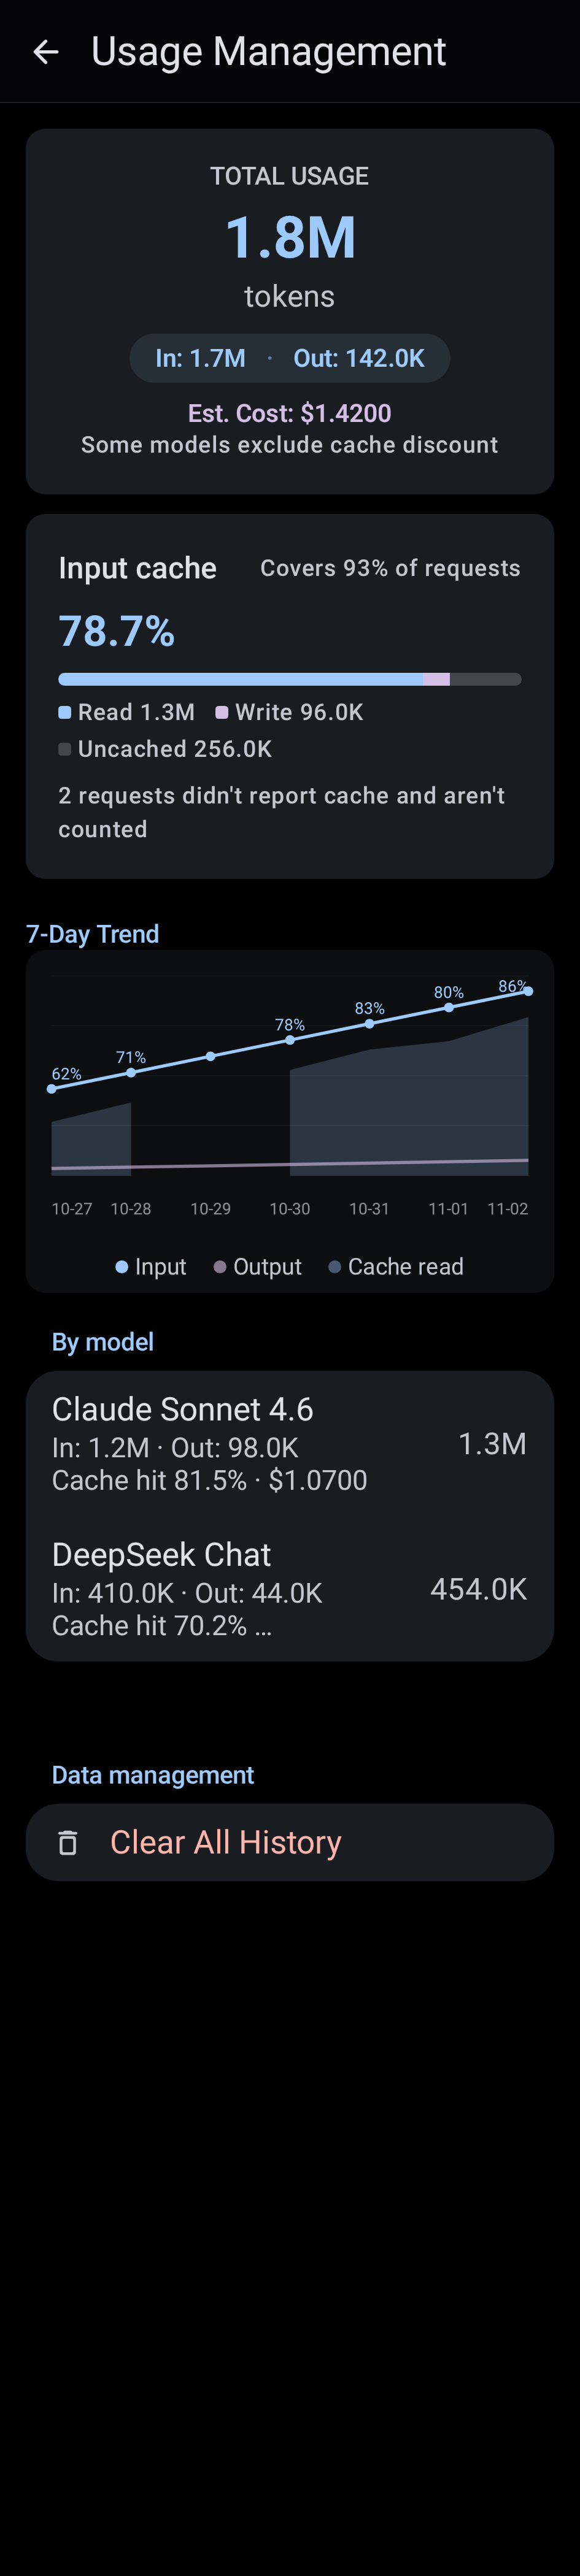 Usage Management
TOTAL USAGE
1.8M
tokens
In: 1.7M · Out: 142.0K
Est. Cost: $1.4200
Some models exclude cache discount
Input cache
Covers 93% of requests
78.7%
Read 1.3M
Write 96.0K
Uncached 256.0K
2 requests didn't report cache and aren't
counted
7-Day Trend
62%
71%
78%
83%
80%
86%
10-27
10-28
10-29
10-30
10-31
11-01
11-02
Input
Output
Cache read
By model
Claude Sonnet 4.6
In: 1.2M · Out: 98.0K
Cache hit 81.5% · $1.0700
1.3M
DeepSeek Chat
In: 410.0K · Out: 44.0K
Cache hit 70.2% ...
454.0K
Data management
Clear All History